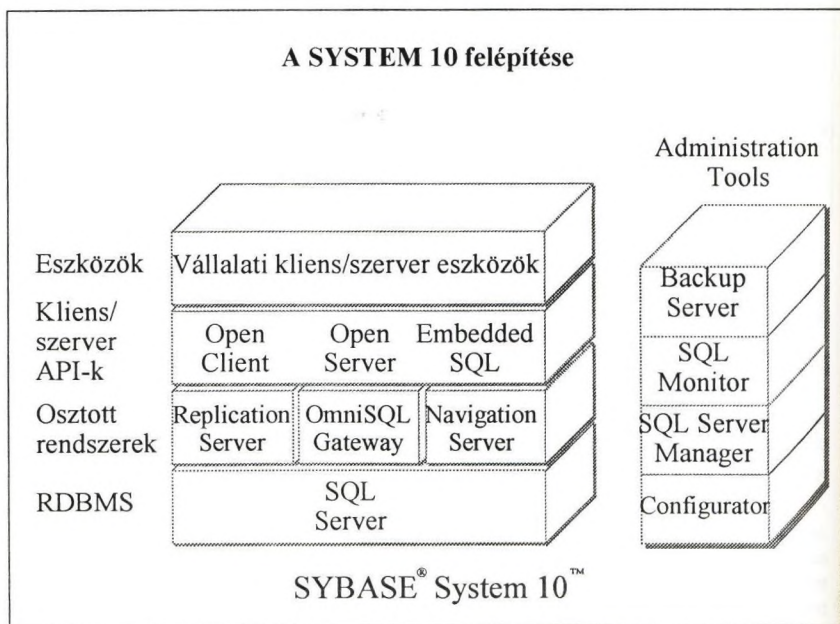 A SYSTEM 10 felépítése
Administration
Tools
Eszközök
Vállalati kliens/szerver eszközök
Kliens/
szerver
API-k
Open
Client
Open
Server
Embedded
SQL
Osztott
rendszerek
Replication
Server
OmniSQL
Gateway
Navigation
Server
RDBMS
SQL
Server
Backup
Server
SQL
Monitor
SQL Server
Manager
Configurator
SYBASE® System 10™